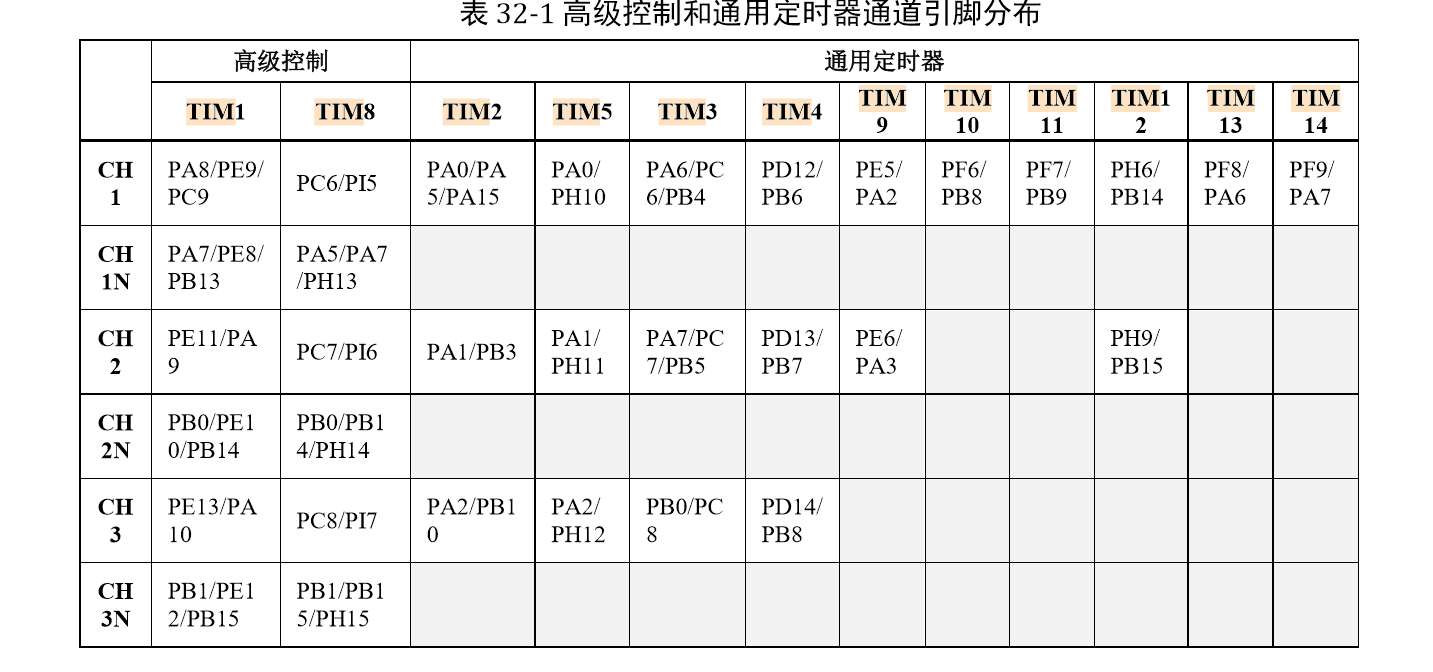 表 32-1 高级控制和通用定时器通道引脚分布
高级控制 通用定时器
TIM1 TIM8 TIM2 TIM5 TIM3 TIM4 TIM9 TIM10 TIM11 TIM12 TIM13 TIM14
CH1 PA8/PE9/PC9 PC6/PI5 PA0/PA5/PA15 PA0/PH10 PA6/PC6/PB4 PD12/PB6 PE5/PA2 PF6/PB8 PF7/PB9 PH6/PB14 PF8/PA6 PF9/PA7
CH1N PA7/PE8/PB13 PA5/PA7/PH13
CH2 PE11/PA9 PC7/PI6 PA1/PB3 PA1/PH11 PA7/PC7/PB5 PD13/PB7 PE6/PA3 PH9/PB15
CH2N PB0/PE10/PB14 PB0/PB14/PH14
CH3 PE13/PA10 PC8/PI7 PA2/PB10 PA2/PH12 PB0/PC8 PD14/PB8
CH3N PB1/PE12/PB15 PB1/PB15/PH15